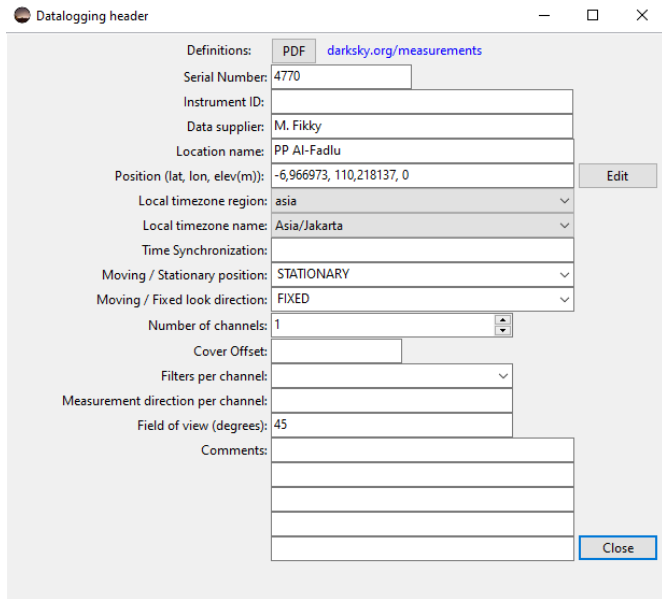 Datalogging header
Definitions: PDF darksky.org/measurements
Serial Number: 4770
Instrument ID:
Data supplier: M. Fikky
Location name: PP Al-Fadlu
Position (lat, lon, elev(m)): -6,966973, 110,218137, 0 Edit
Local timezone region: asia
Local timezone name: Asia/Jakarta
Time Synchronization:
Moving / Stationary position: STATIONARY
Moving / Fixed look direction: FIXED
Number of channels: 1
Cover Offset:
Filters per channel:
Measurement direction per channel:
Field of view (degrees): 45
Comments:
Close